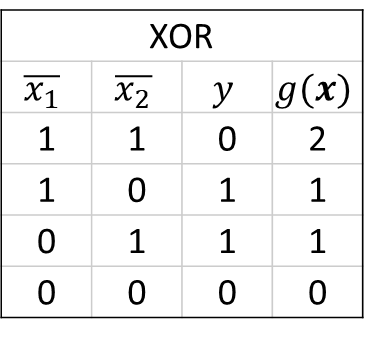 XOR
x̅₁ x̅₂ y g(x)
1 1 0 2
1 0 1 1
0 1 1 1
0 0 0 0